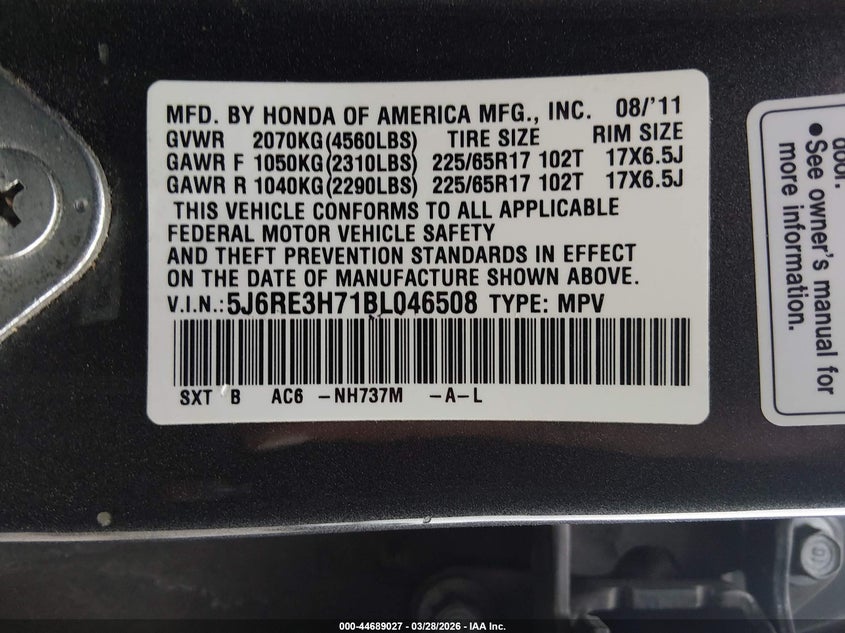 MFD. BY HONDA OF AMERICA MFG., INC. 08/'11
GVWR 2070KG(4560LBS) TIRE SIZE RIM SIZE
GAWR F 1050KG(2310LBS) 225/65R17 102T 17X6.5J
GAWR R 1040KG(2290LBS) 225/65R17 102T 17X6.5J
THIS VEHICLE CONFORMS TO ALL APPLICABLE
FEDERAL MOTOR VEHICLE SAFETY
AND THEFT PREVENTION STANDARDS IN EFFECT
ON THE DATE OF MANUFACTURE SHOWN ABOVE.
V.I.N.: 5J6RE3H71BL046508 TYPE: MPV
SXT B AC6 -NH737M -A-L
door.
• See owner's manual for
more information.
000-44689027 - 03/28/2026 - IAA Inc.